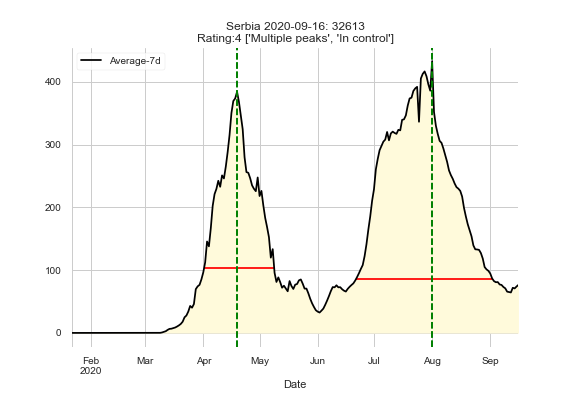 Serbia 2020-09-16: 32613
Rating:4 ['Multiple peaks', 'In control']
Average-7d
400
300
200
100
0
Feb Mar Apr May Jun Jul Aug Sep
2020
Date